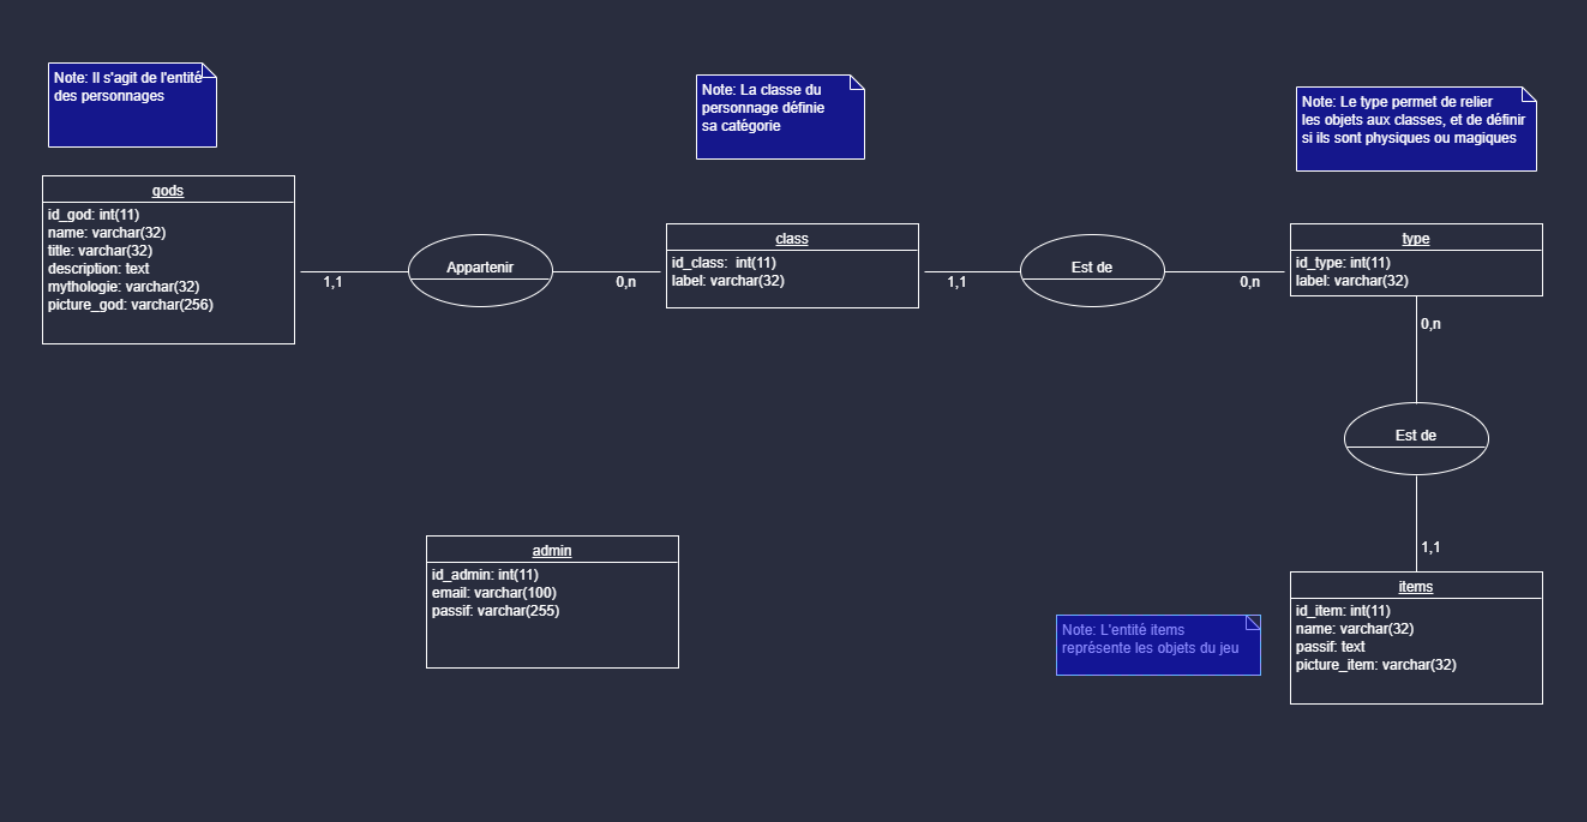 Note: Il s'agit de l'entité
des personnages
Note: La classe du
personnage définie
sa catégorie
Note: Le type permet de relier
les objets aux classes, et de définir
si ils sont physiques ou magiques
gods
id_god: int(11)
name: varchar(32)
title: varchar(32)
description: text
mythologie: varchar(32)
picture_god: varchar(256)
1,1
Appartenir
0,n
class
id_class:  int(11)
label: varchar(32)
1,1
Est de
0,n
type
id_type: int(11)
label: varchar(32)
0,n
Est de
1,1
admin
id_admin: int(11)
email: varchar(100)
passif: varchar(255)
Note: L'entité items
représente les objets du jeu
items
id_item: int(11)
name: varchar(32)
passif: text
picture_item: varchar(32)